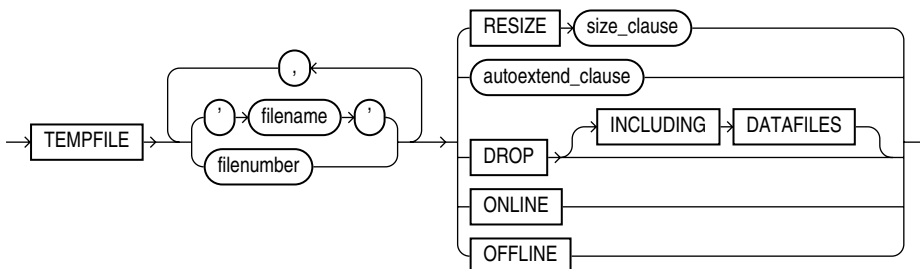 RESIZE size_clause
,
autoextend_clause
’ filename ’
INCLUDING DATAFILES
TEMPFILE
filenumber
DROP
ONLINE
OFFLINE